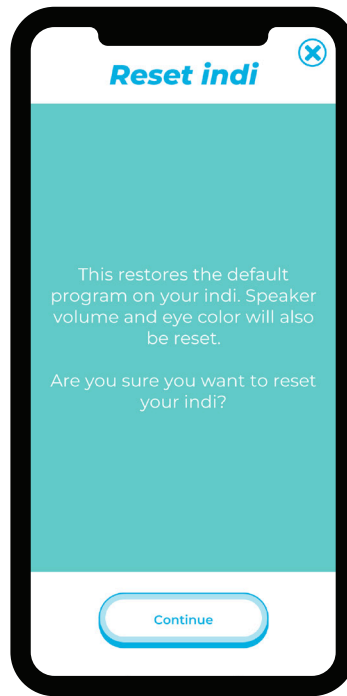 Reset indi
This restores the default
program on your indi. Speaker
volume and eye color will also
be reset.
Are you sure you want to reset
your indi?
Continue